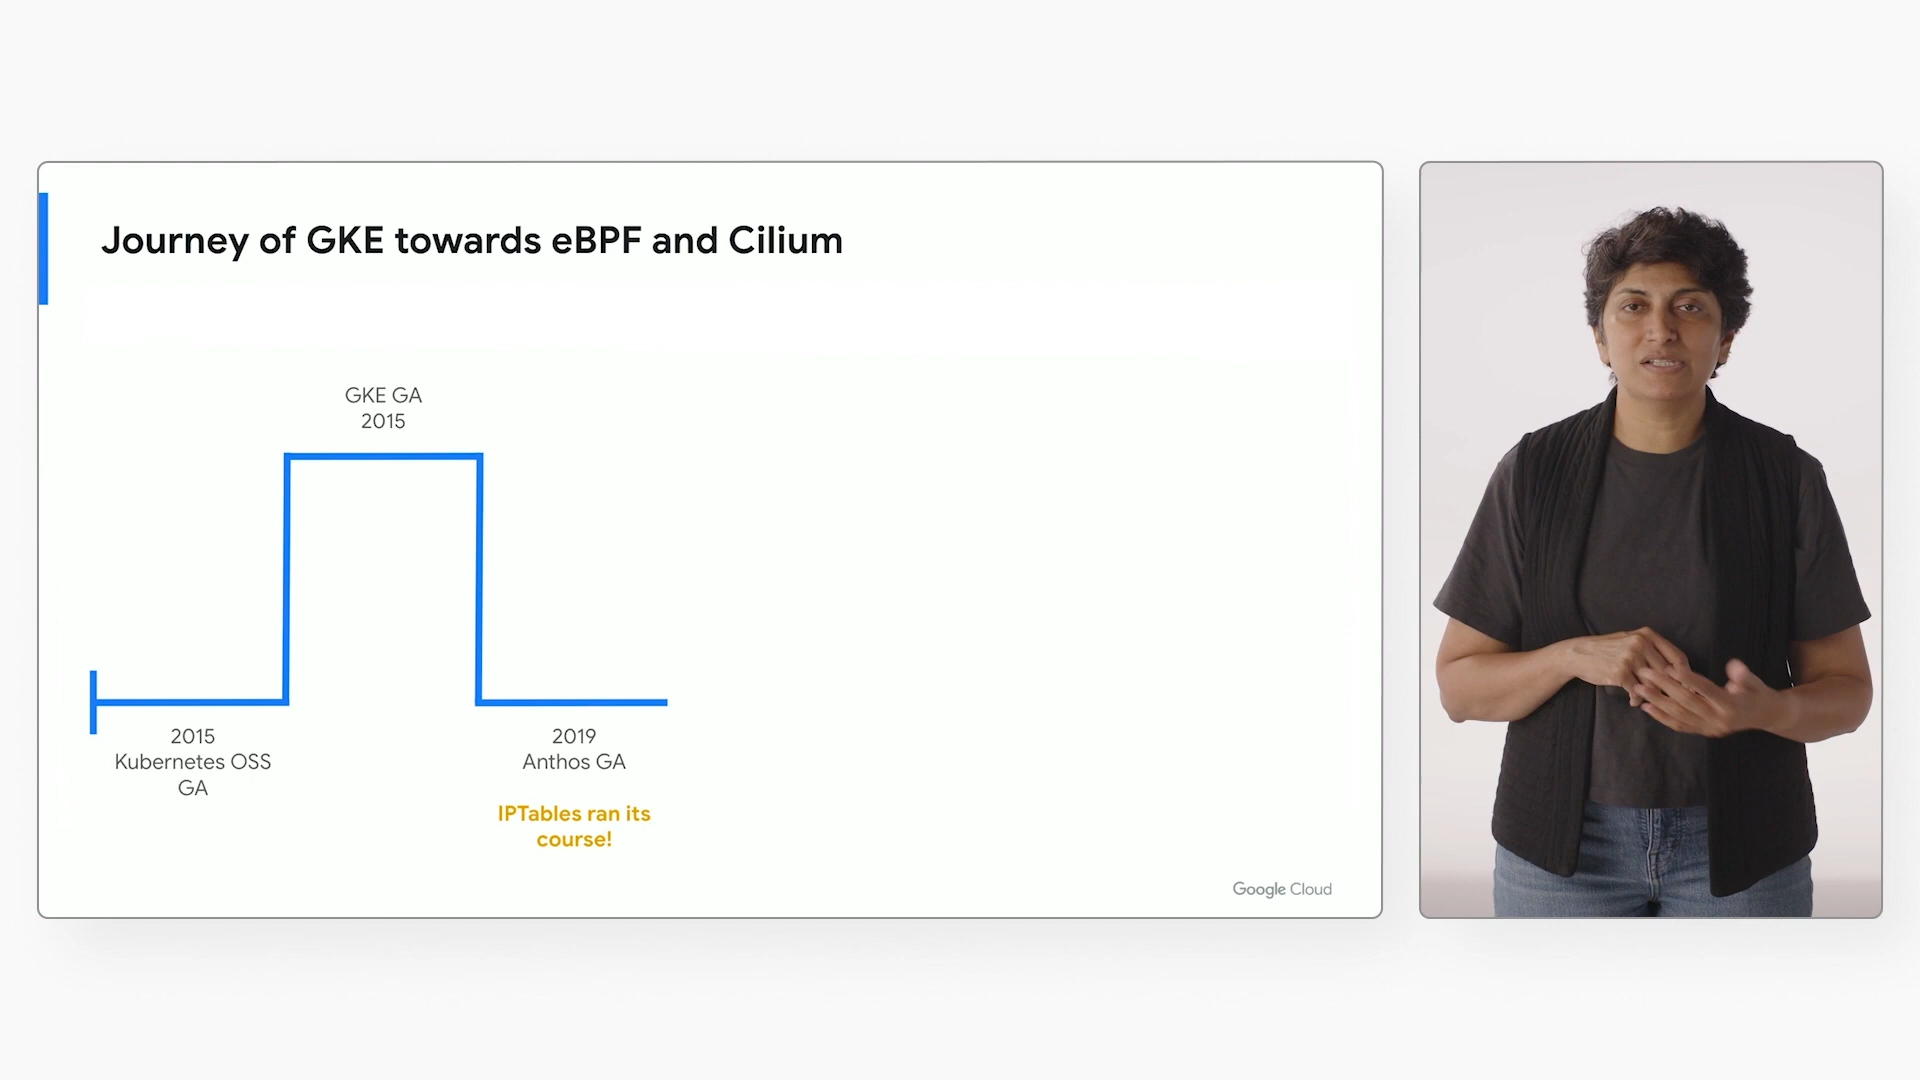 Journey of GKE towards eBPF and Cilium
GKE GA
2015
2015
Kubernetes OSS
GA
2019
Anthos GA
IPTables ran its
course!
Google Cloud